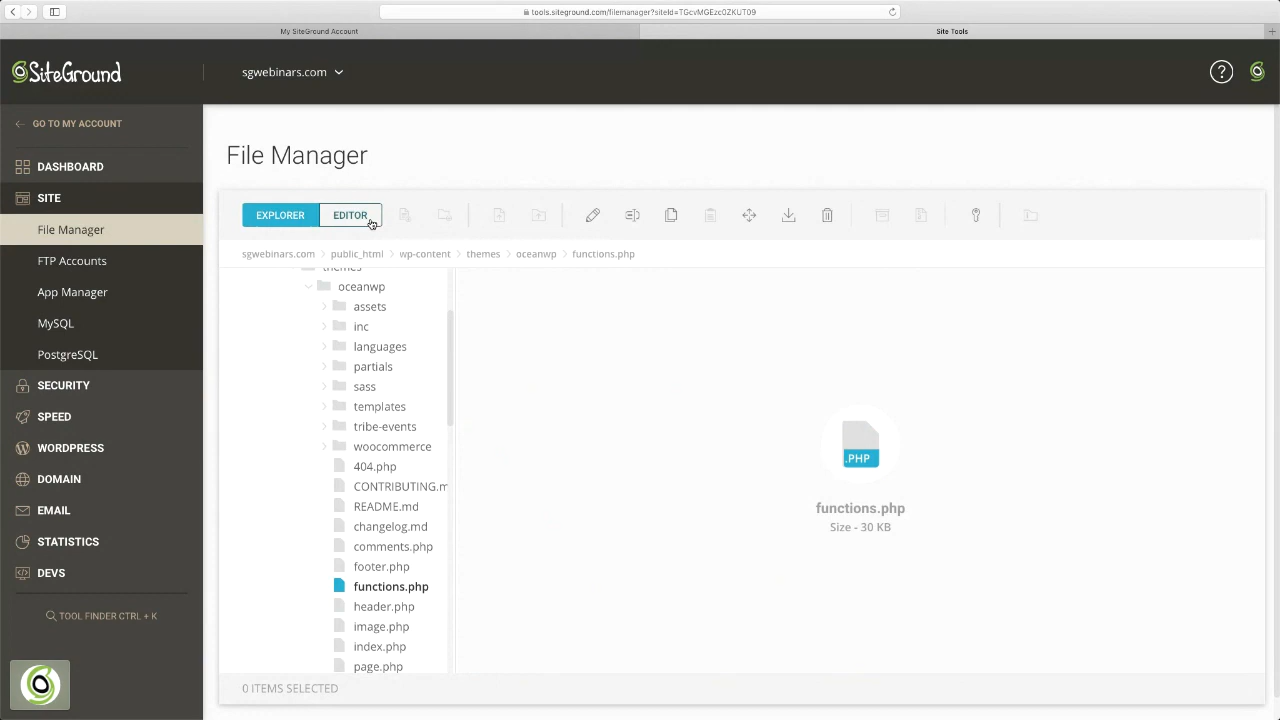 tools.siteground.com/filemanager?siteId=TGcvMGEzc0ZKUT09
My SiteGround Account
Site Tools
SiteGround
sgwebinars.com
GO TO MY ACCOUNT
DASHBOARD
SITE
File Manager
FTP Accounts
App Manager
MySQL
PostgreSQL
SECURITY
SPEED
WORDPRESS
DOMAIN
EMAIL
STATISTICS
DEVS
TOOL FINDER CTRL + K
File Manager
EXPLORER
EDITOR
sgwebinars.com > public_html > wp-content > themes > oceanwp > functions.php
themes
oceanwp
assets
inc
languages
partials
sass
templates
tribe-events
woocommerce
404.php
CONTRIBUTING.m
README.md
changelog.md
comments.php
footer.php
functions.php
header.php
image.php
index.php
page.php
.PHP
functions.php
Size - 30 KB
0 ITEMS SELECTED